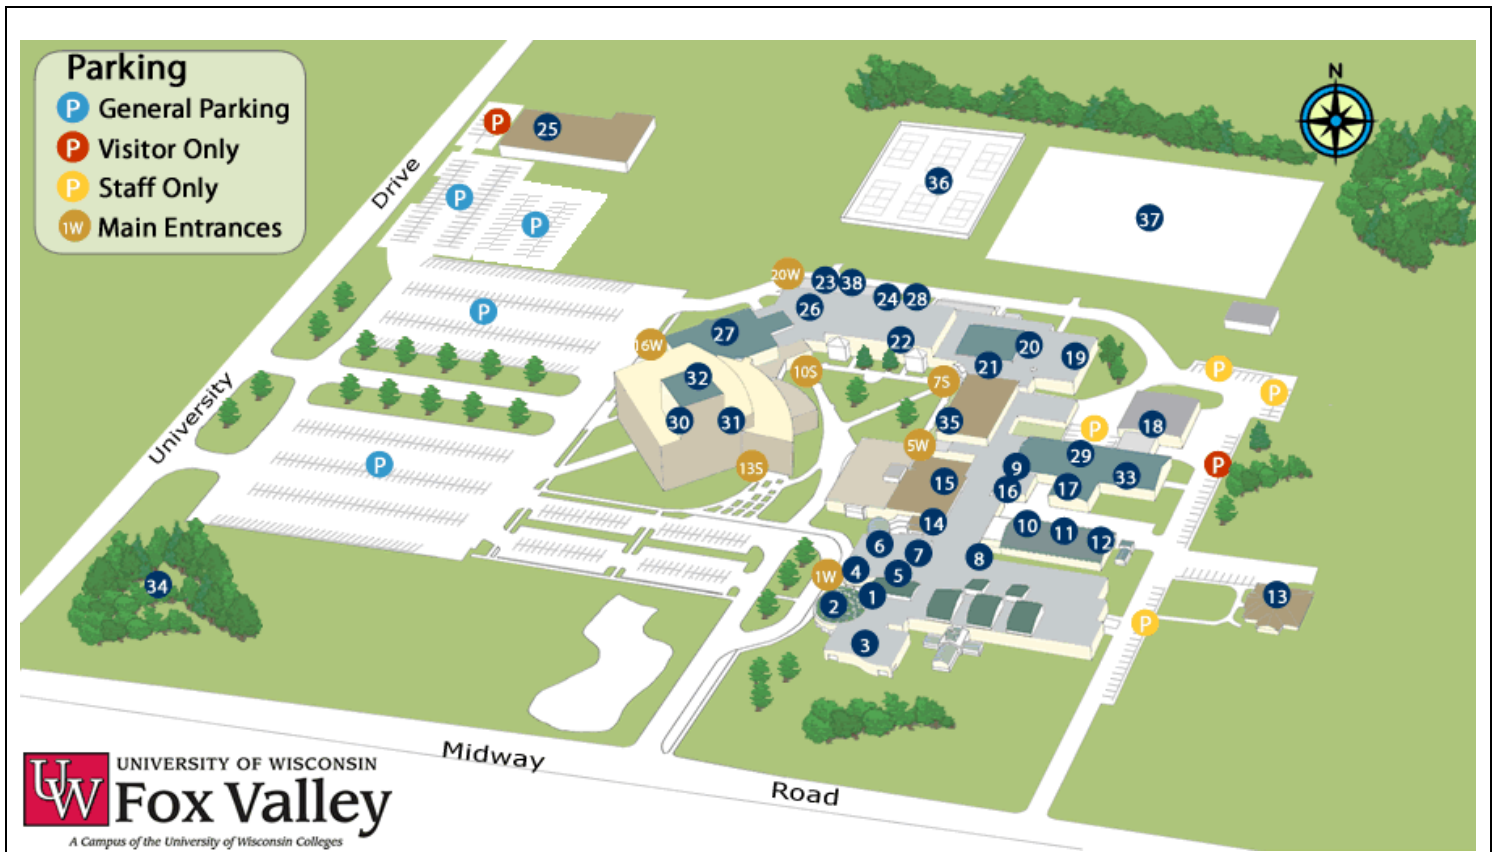 Parking
P General Parking
P Visitor Only
P Staff Only
1W Main Entrances
N
P
25
Drive
P
P
36
37
20W
23
38
24
28
26
P
27
22
16W
20
19
21
10S
7S
P
P
32
30
31
35
P
18
University
5W
29
P
13S
P
9
33
15
16
17
14
10
11
12
6
7
8
34
1W
4
5
2
1
13
P
3
Midway
Road
UW
UNIVERSITY OF WISCONSIN
Fox Valley
A Campus of the University of Wisconsin Colleges